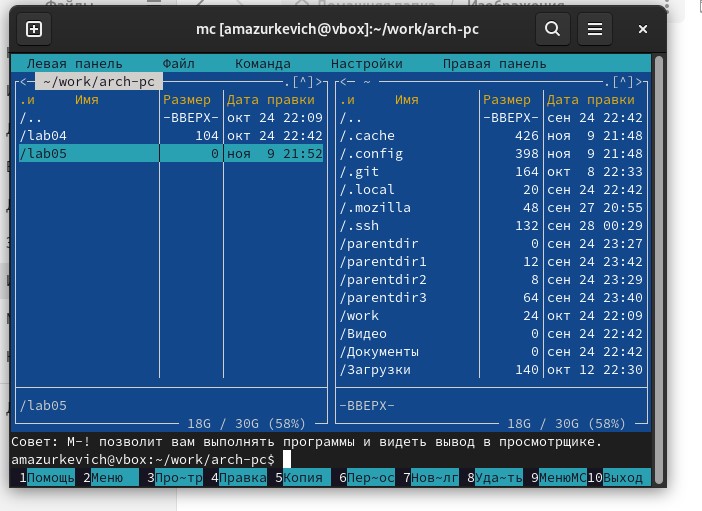 mc [amazurkevich@vbox]:~/work/arch-pc
Левая панель Файл Команда Настройки Правая панель
<— ~/work/arch-pc .[^]>
.и Имя Размер Дата правки
/.. -ВВЕРХ- окт 24 22:09
/lab04 104 окт 24 22:42
/lab05 0 ноя 9 21:52
/lab05
18G / 30G (58%)
<— ~ .[^]>
.и Имя Размер Дата правки
/.. -ВВЕРХ- сен 24 22:42
/.cache 426 ноя 9 21:48
/.config 398 ноя 9 21:48
/.git 164 окт 8 22:33
/.local 20 сен 24 22:42
/.mozilla 48 сен 27 20:55
/.ssh 132 сен 28 00:29
/parentdir 0 сен 24 23:27
/parentdir1 12 сен 24 23:42
/parentdir2 8 сен 24 23:29
/parentdir3 64 сен 24 23:40
/work 24 окт 24 22:09
/Видео 0 сен 24 22:42
/Документы 0 сен 24 22:42
/Загрузки 140 окт 12 22:30
-ВВЕРХ-
18G / 30G (58%)
Совет: M-! позволит вам выполнять программы и видеть вывод в просмотрщике.
amazurkevich@vbox:~/work/arch-pc$
1Помощь 2Меню 3Про~тр 4Правка 5Копия 6Пер~ос 7Нов~лг 8Уда~ть 9МенюМС 10Выход